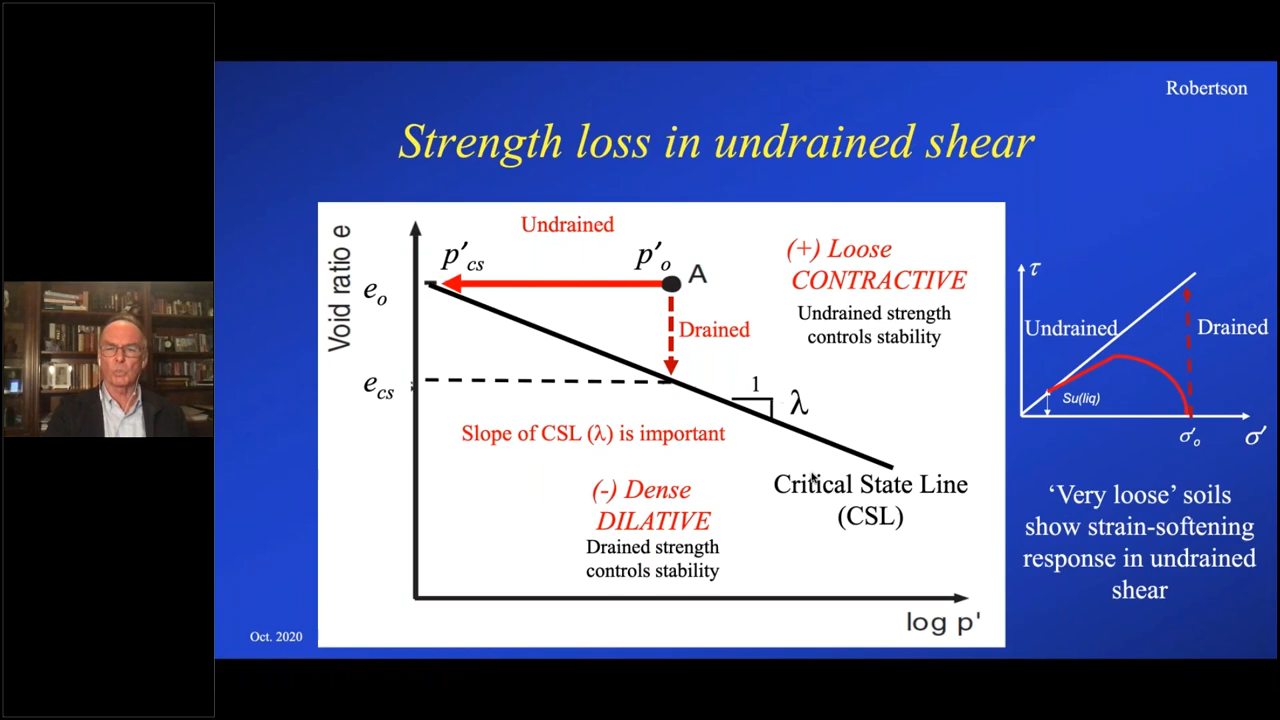 Robertson
Strength loss in undrained shear
Void ratio e
Undrained
p'cs
p'o
A
eo
Drained
ecs
(+) Loose
CONTRACTIVE
Undrained strength
controls stability
1
λ
Slope of CSL (λ) is important
Critical State Line
(CSL)
(-) Dense
DILATIVE
Drained strength
controls stability
log p'
τ
Undrained
Drained
Su(liq)
σ'o
σ'
‘Very loose’ soils
show strain-softening
response in undrained
shear
Oct. 2020